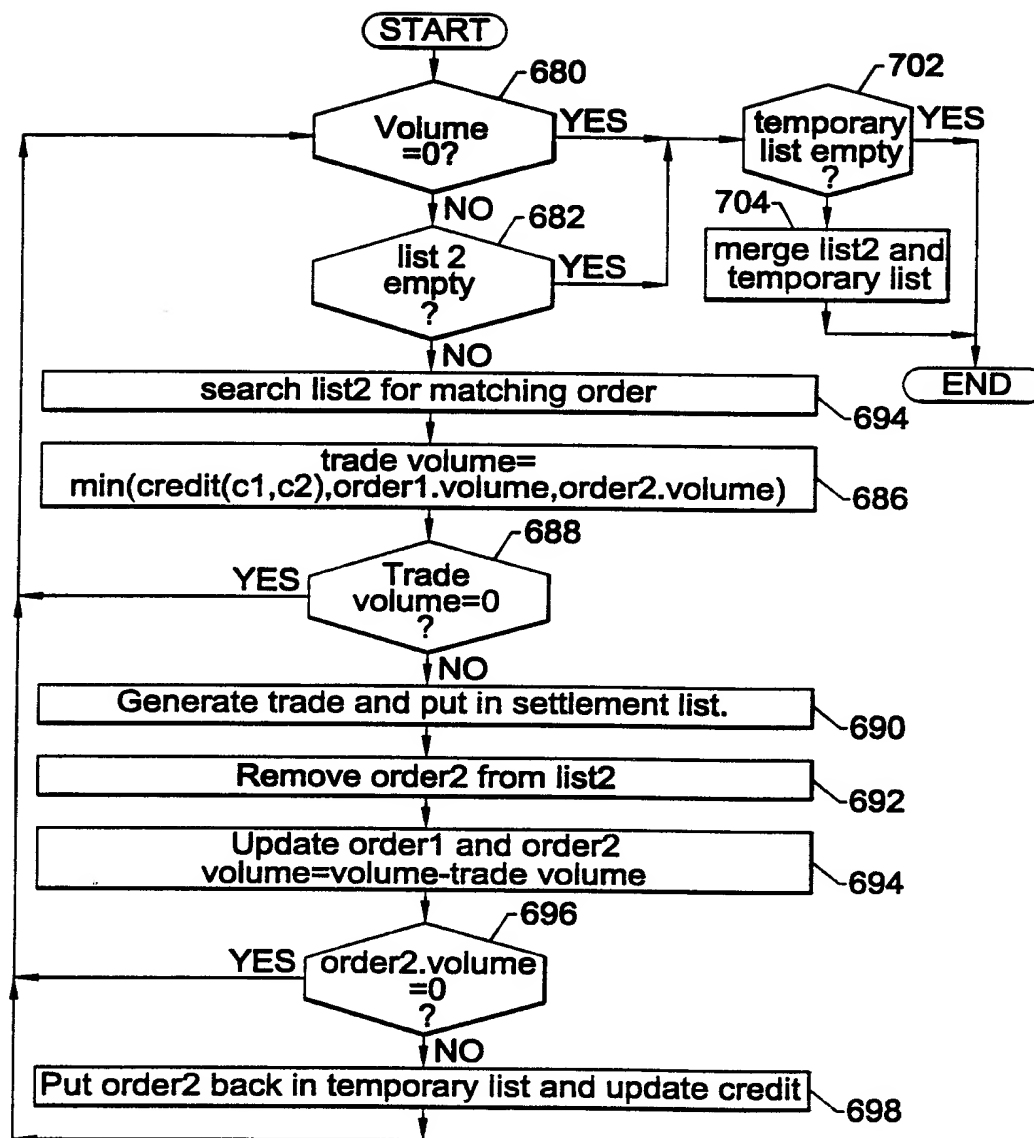 START
680
Volume
=0?
YES
NO
682
list 2
empty
?
YES
NO
702
temporary
list empty
?
YES
704
merge list2 and
temporary list
END
search list2 for matching order
694
trade volume=
min(credit(c1,c2),order1.volume,order2.volume)
686
688
YES
Trade
volume=0
?
NO
Generate trade and put in settlement list.
690
Remove order2 from list2
692
Update order1 and order2
volume=volume-trade volume
694
696
YES
order2.volume
=0
?
NO
Put order2 back in temporary list and update credit
698